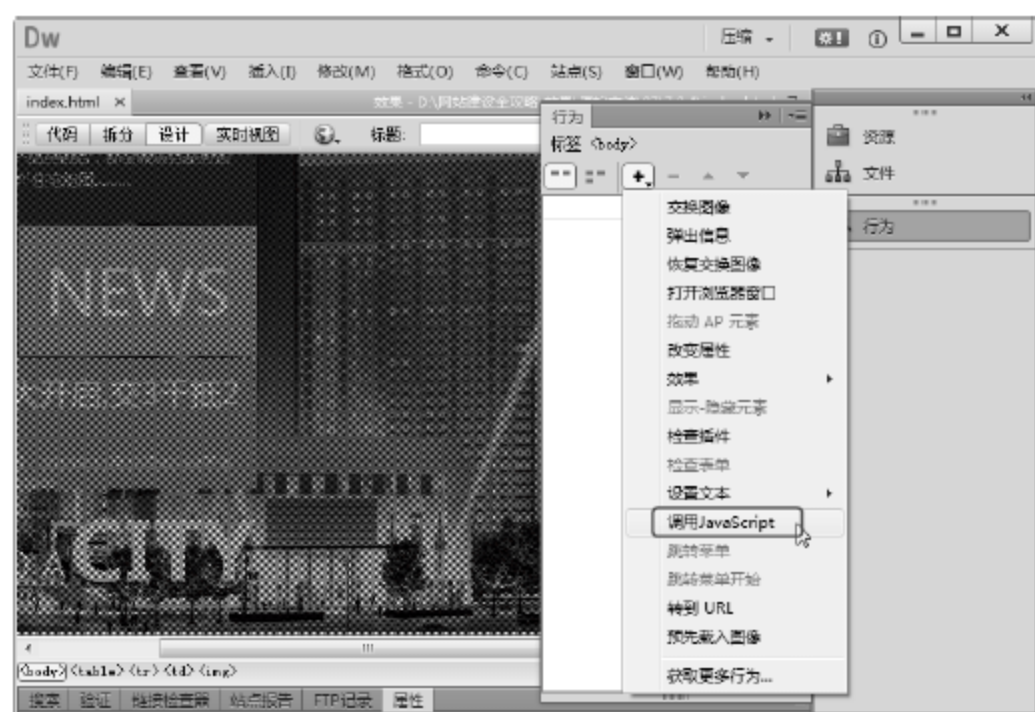 Dw
压缩
文件(F) 编辑(E) 查看(V) 插入(I) 修改(M) 格式(O) 命令(C) 站点(S) 窗口(W) 帮助(H)
index.html ×
代码 拆分 设计 实时视图 标题:
NEWS
city
行为
标签 <body>
交换图像
弹出信息
恢复交换图像
打开浏览器窗口
拖动 AP 元素
改变属性
效果
显示-隐藏元素
检查插件
检查表单
设置文本
调用JavaScript
跳转菜单
跳转菜单开始
转到 URL
预先载入图像
获取更多行为...
资源
文件
行为
<body><table><tr><td><img>
搜索 验证 链接检查器 站点报告 FTP记录 属性